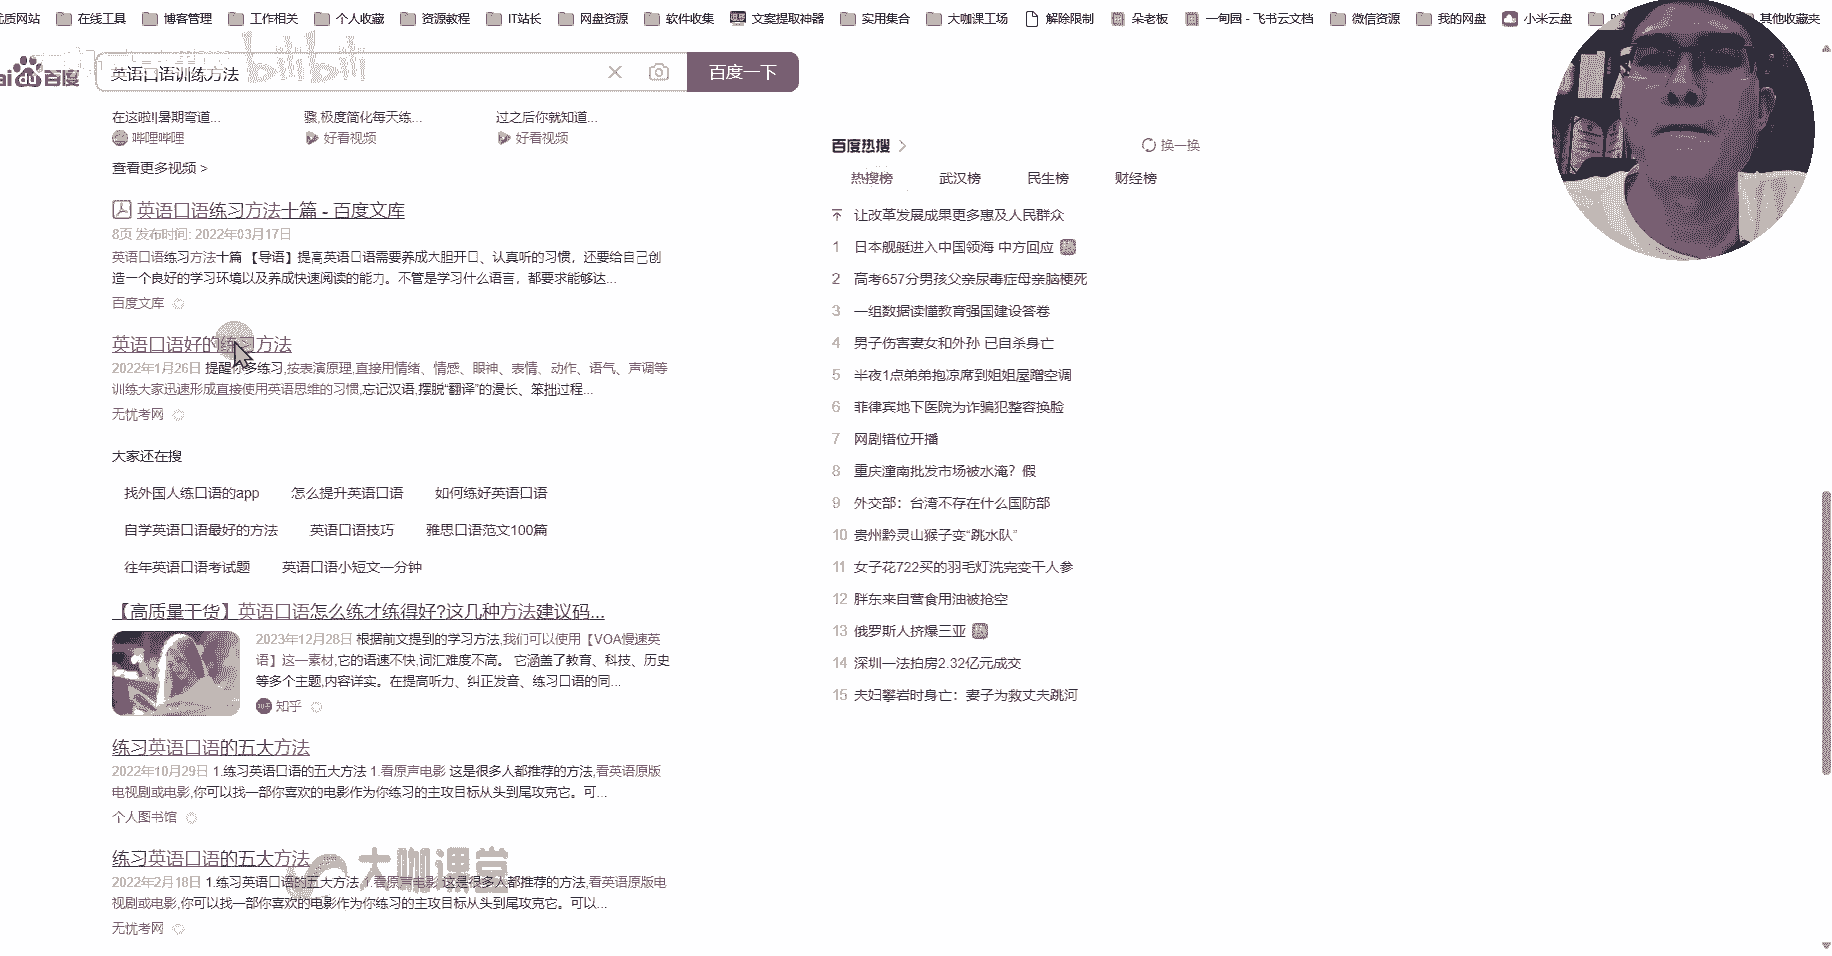 优质网站 在线工具 博客管理 工作相关 个人收藏 资源教程 IT站长 网盘资源 软件收集 文案提取神器 实用集合 大咖课工场 解除限制 朵老板 一甸园 - 飞书云文档 微信资源 我的网盘 小米云盘 其他收藏夹
bilibili
Bai du 百度 英语口语训练方法 百度一下
在这啦!|暑期弯道...
骤,极度简化每天练...
过之后你就知道...
哔哩哔哩
好看视频
好看视频
查看更多视频 >
英语口语练习方法十篇 - 百度文库
8页 发布时间: 2022年03月17日
英语口语练习方法十篇 【导语】提高英语口语需要养成大胆开口、认真听的习惯，还要给自己创
造一个良好的学习环境以及养成快速阅读的能力。不管是学习什么语言，都要求能够达...
百度文库
英语口语好的练习方法
2022年1月26日 提醒你多练习,按表演原理,直接用情绪、情感、眼神、表情、动作、语气、声调等
训练大家迅速形成直接使用英语思维的习惯,忘记汉语,摆脱“翻译”的漫长、笨拙过程...
无忧考网
大家还在搜
找外国人练口语的app 怎么提升英语口语 如何练好英语口语
自学英语口语最好的方法 英语口语技巧 雅思口语范文100篇
往年英语口语考试题 英语口语小短文一分钟
【高质量干货】英语口语怎么练才练得好?这几种方法建议码...
2023年12月28日 根据前文提到的学习方法,我们可以使用【VOA慢速英
语】这一素材,它的语速不快,词汇难度不高。 它涵盖了教育、科技、历史
等多个主题,内容详实。在提高听力、纠正发音、练习口语的同...
知乎
练习英语口语的五大方法
2022年10月29日 1.练习英语口语的五大方法 1.看原声电影 这是很多人都推荐的方法,看英语原版
电视剧或电影,你可以找一部你喜欢的电影作为你练习的主攻目标从头到尾攻克它。可...
个人图书馆
练习英语口语的五大方法
2022年2月18日 1.练习英语口语的五大方法 1.看原声电影 这是很多人都推荐的方法,看英语原版电
视剧或电影,你可以找一部你喜欢的电影作为你练习的主攻目标从头到尾攻克它。可以...
无忧考网
大咖课堂
百度热搜 换一换
热搜榜 武汉榜 民生榜 财经榜
让改革发展成果更多惠及人民群众
1 日本舰艇进入中国领海 中方回应
2 高考657分男孩父亲尿毒症母亲脑梗死
3 一组数据读懂教育强国建设答卷
4 男子伤害妻女和外孙 已自杀身亡
5 半夜1点弟弟抱凉席到姐姐屋蹭空调
6 菲律宾地下医院为诈骗犯整容换脸
7 网剧错位开播
8 重庆潼南批发市场被水淹？假
9 外交部：台湾不存在什么国防部
10 贵州黔灵山猴子变“跳水队”
11 女子花722买的羽毛灯洗完变干人参
12 胖东来自营食用油被抢空
13 俄罗斯人挤爆三亚
14 深圳一法拍房2.32亿元成交
15 夫妇攀岩时身亡：妻子为救丈夫跳河